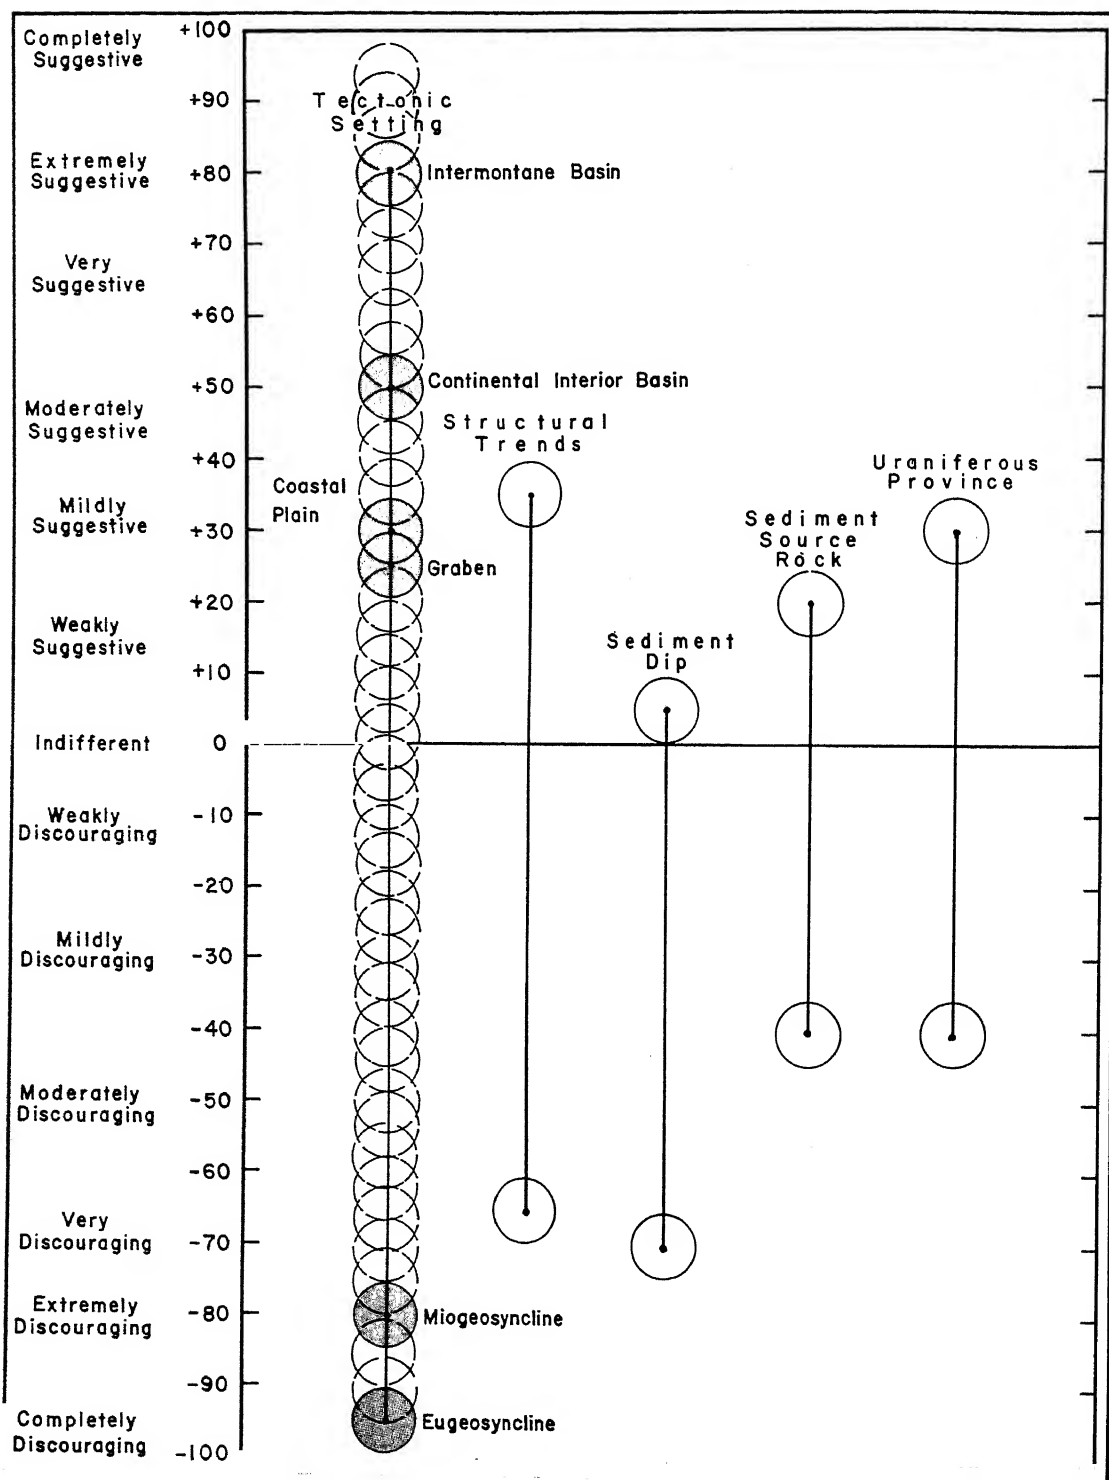 Completely
Suggestive
+100
+90
Tectonic
Setting
Extremely
Suggestive
+80
Intermontane Basin
+70
Very
Suggestive
+60
+50
Continental Interior Basin
Moderately
Suggestive
Structural
Trends
+40
Uraniferous
Province
Coastal
Plain
Mildly
Suggestive
+30
Sediment
Source
Rock
Graben
+20
Weakly
Suggestive
Sediment
Dip
+10
Indifferent
0
Weakly
Discouraging
-10
-20
Mildly
Discouraging
-30
-40
Moderately
Discouraging
-50
-60
Very
Discouraging
-70
Extremely
Discouraging
-80
Miogeosyncline
-90
Completely
Discouraging
Eugeosyncline
-100